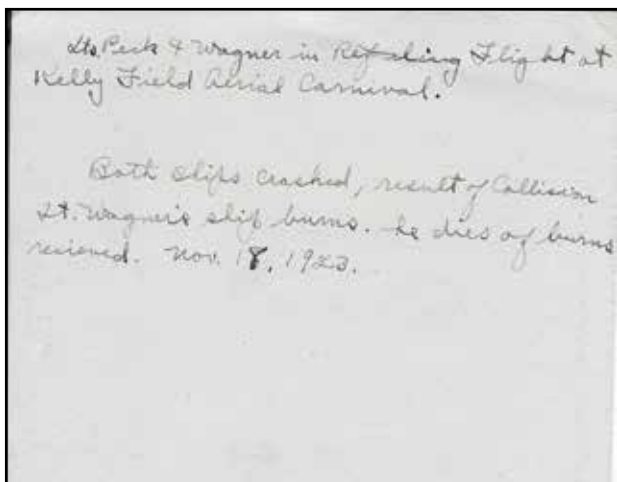 Lts. Peck & Wagner in Refueling Flight at
Kelly Field Aerial Carnival.
Both ships crashed, result of Collision
Lt. Wagner's ship burns. he dies of burns
recieved. Nov. 18, 1923.